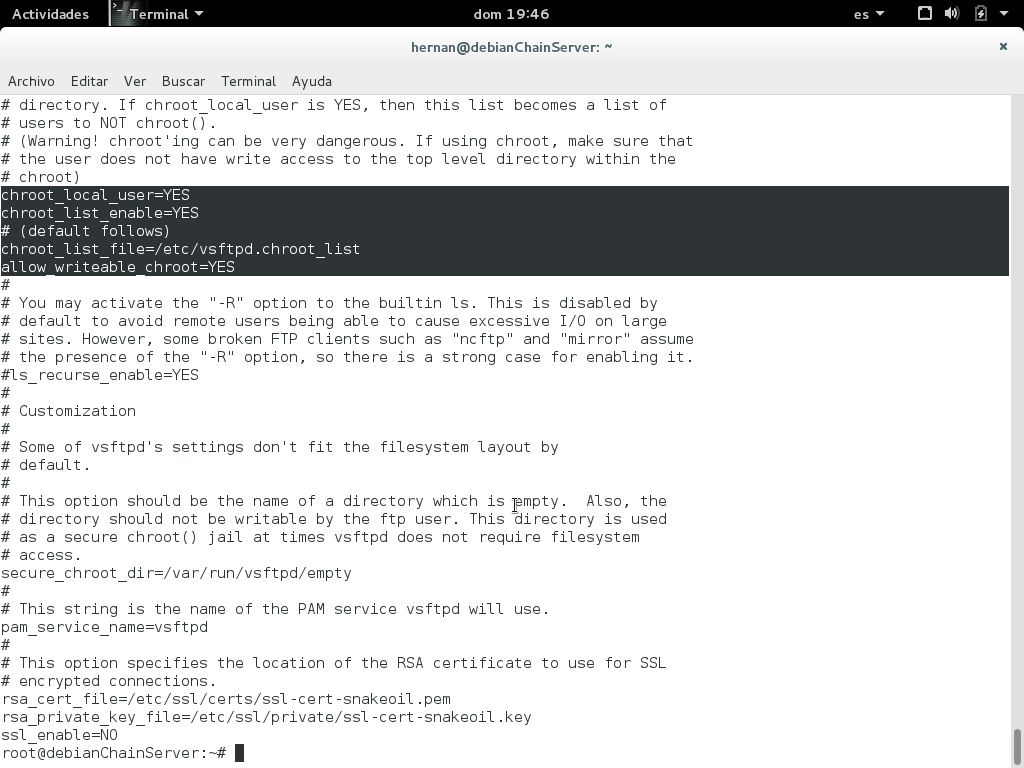 Actividades
Terminal
dom 19:46
es
hernan@debianChainServer: ~
×
Archivo Editar Ver Buscar Terminal Ayuda
# directory. If chroot_local_user is YES, then this list becomes a list of
# users to NOT chroot().
# (Warning! chroot'ing can be very dangerous. If using chroot, make sure that
# the user does not have write access to the top level directory within the
# chroot)
chroot_local_user=YES
chroot_list_enable=YES
# (default follows)
chroot_list_file=/etc/vsftpd.chroot_list
allow_writeable_chroot=YES
#
# You may activate the "-R" option to the builtin ls. This is disabled by
# default to avoid remote users being able to cause excessive I/O on large
# sites. However, some broken FTP clients such as "ncftp" and "mirror" assume
# the presence of the "-R" option, so there is a strong case for enabling it.
#ls_recurse_enable=YES
#
# Customization
#
# Some of vsftpd's settings don't fit the filesystem layout by
# default.
#
# This option should be the name of a directory which is empty.  Also, the
# directory should not be writable by the ftp user. This directory is used
# as a secure chroot() jail at times vsftpd does not require filesystem
# access.
secure_chroot_dir=/var/run/vsftpd/empty
#
# This string is the name of the PAM service vsftpd will use.
pam_service_name=vsftpd
#
# This option specifies the location of the RSA certificate to use for SSL
# encrypted connections.
rsa_cert_file=/etc/ssl/certs/ssl-cert-snakeoil.pem
rsa_private_key_file=/etc/ssl/private/ssl-cert-snakeoil.key
ssl_enable=NO
root@debianChainServer:~#